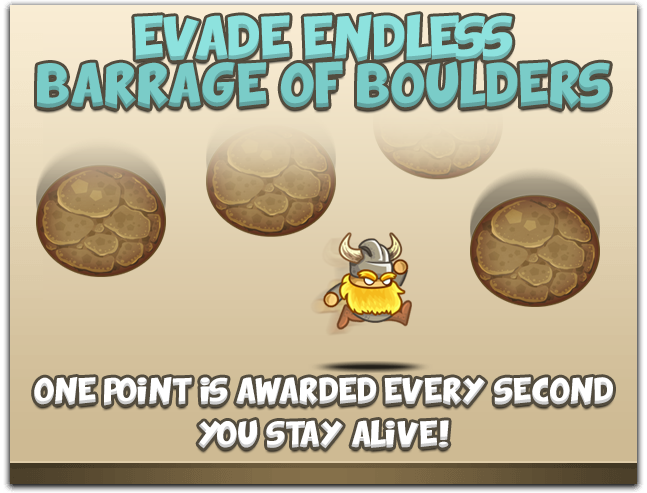 EVADE ENDLESS
BARRAGE OF BOULDERS
ONE POINT IS AWARDED EVERY SECOND
YOU STAY ALIVE!